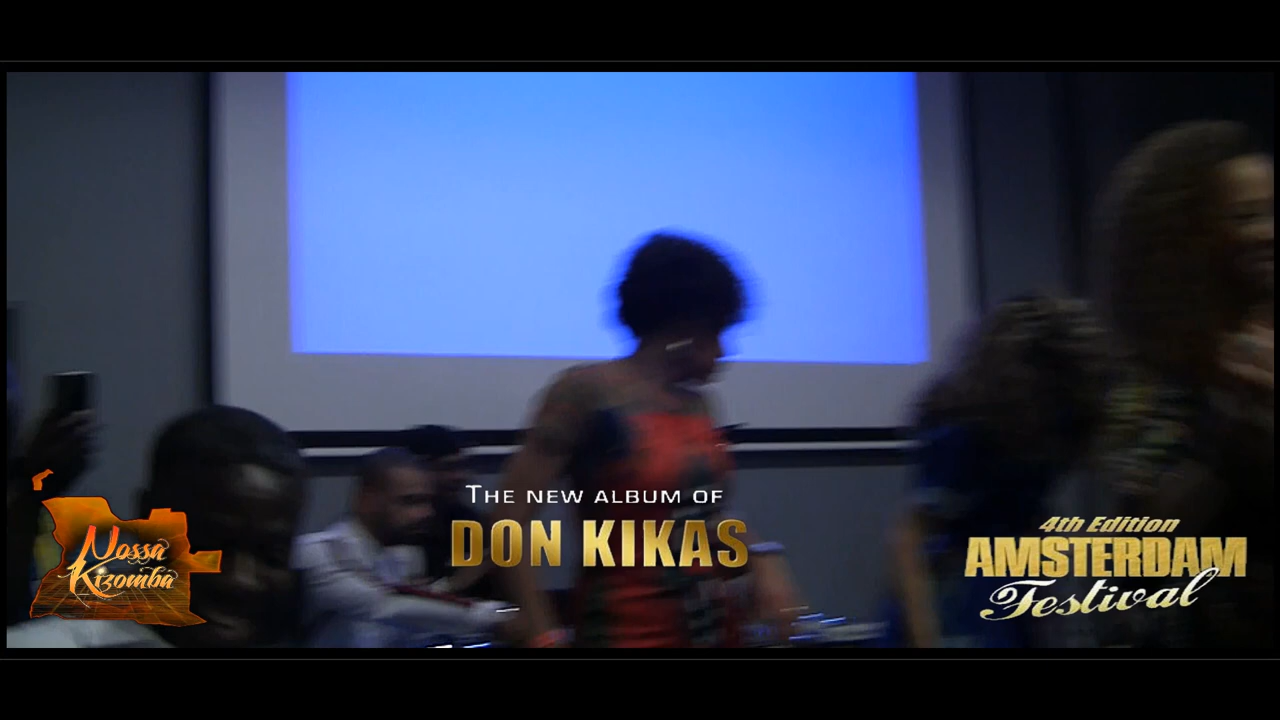 THE NEW ALBUM OF
DON KIKAS
Nossa
Kizomba
4th Edition
AMSTERDAM
Festival